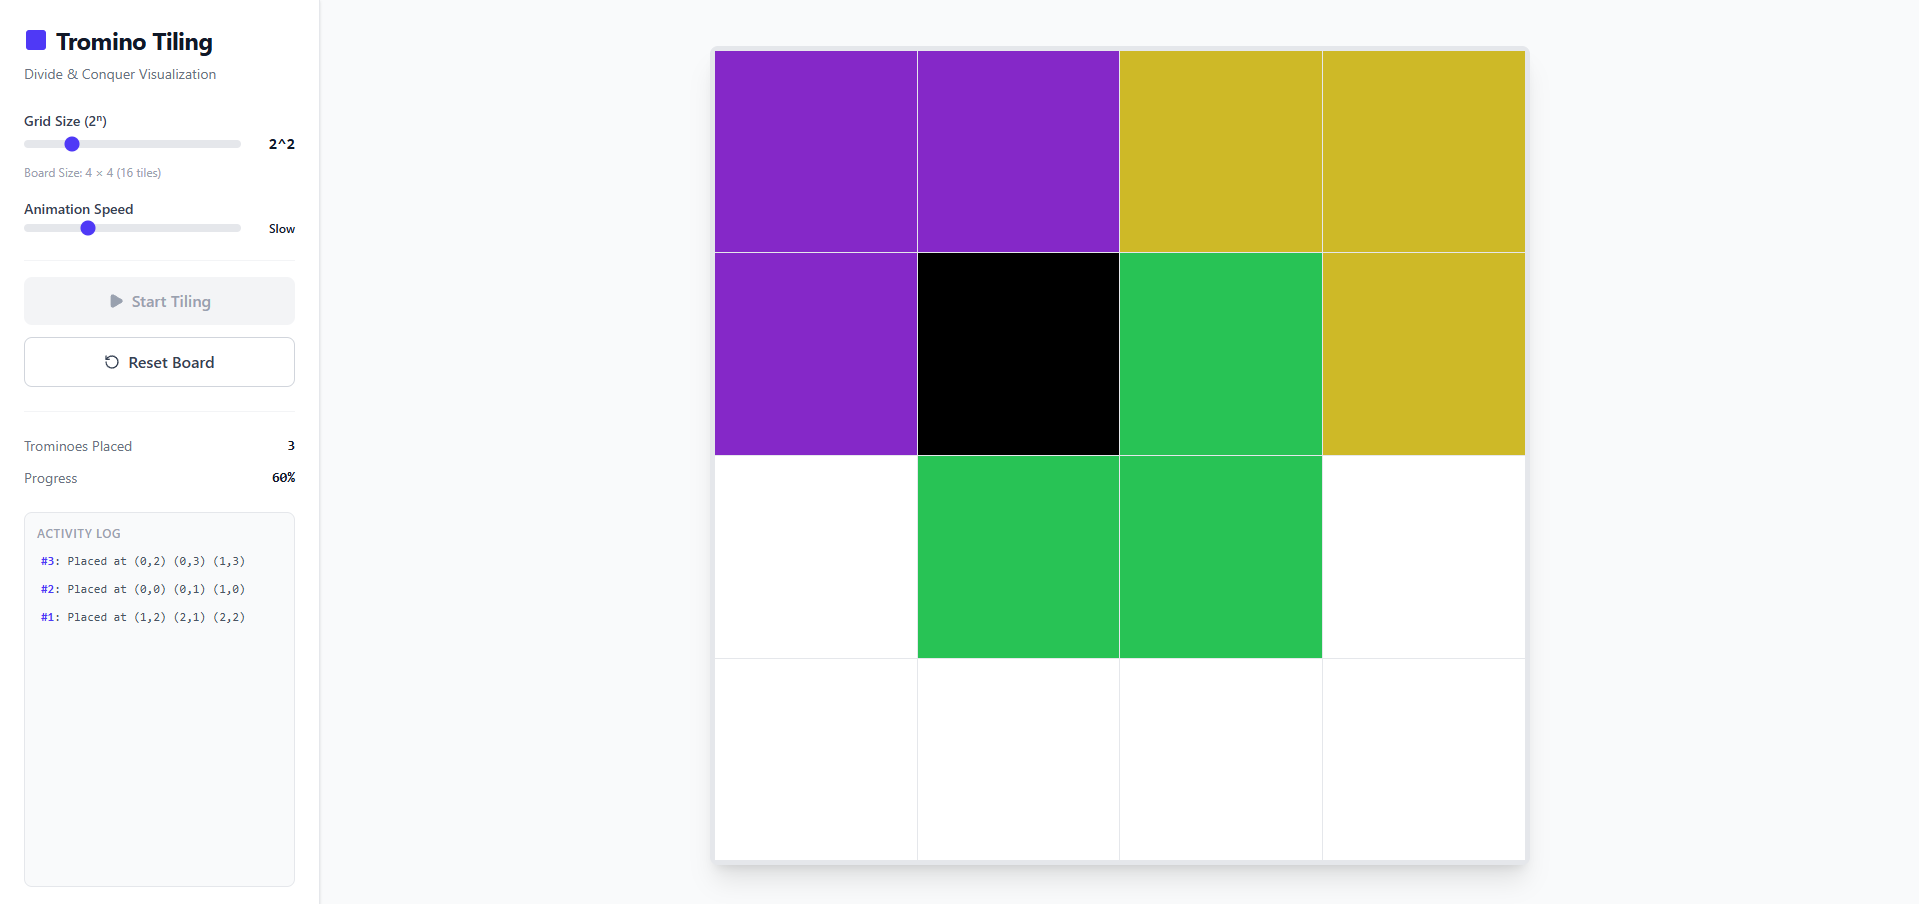 Tromino Tiling
Divide & Conquer Visualization
Grid Size (2ⁿ)
2^2
Board Size: 4 × 4 (16 tiles)
Animation Speed
Slow
Start Tiling
Reset Board
Trominoes Placed 3
Progress 60%
ACTIVITY LOG
#3: Placed at (0,2) (0,3) (1,3)
#2: Placed at (0,0) (0,1) (1,0)
#1: Placed at (1,2) (2,1) (2,2)